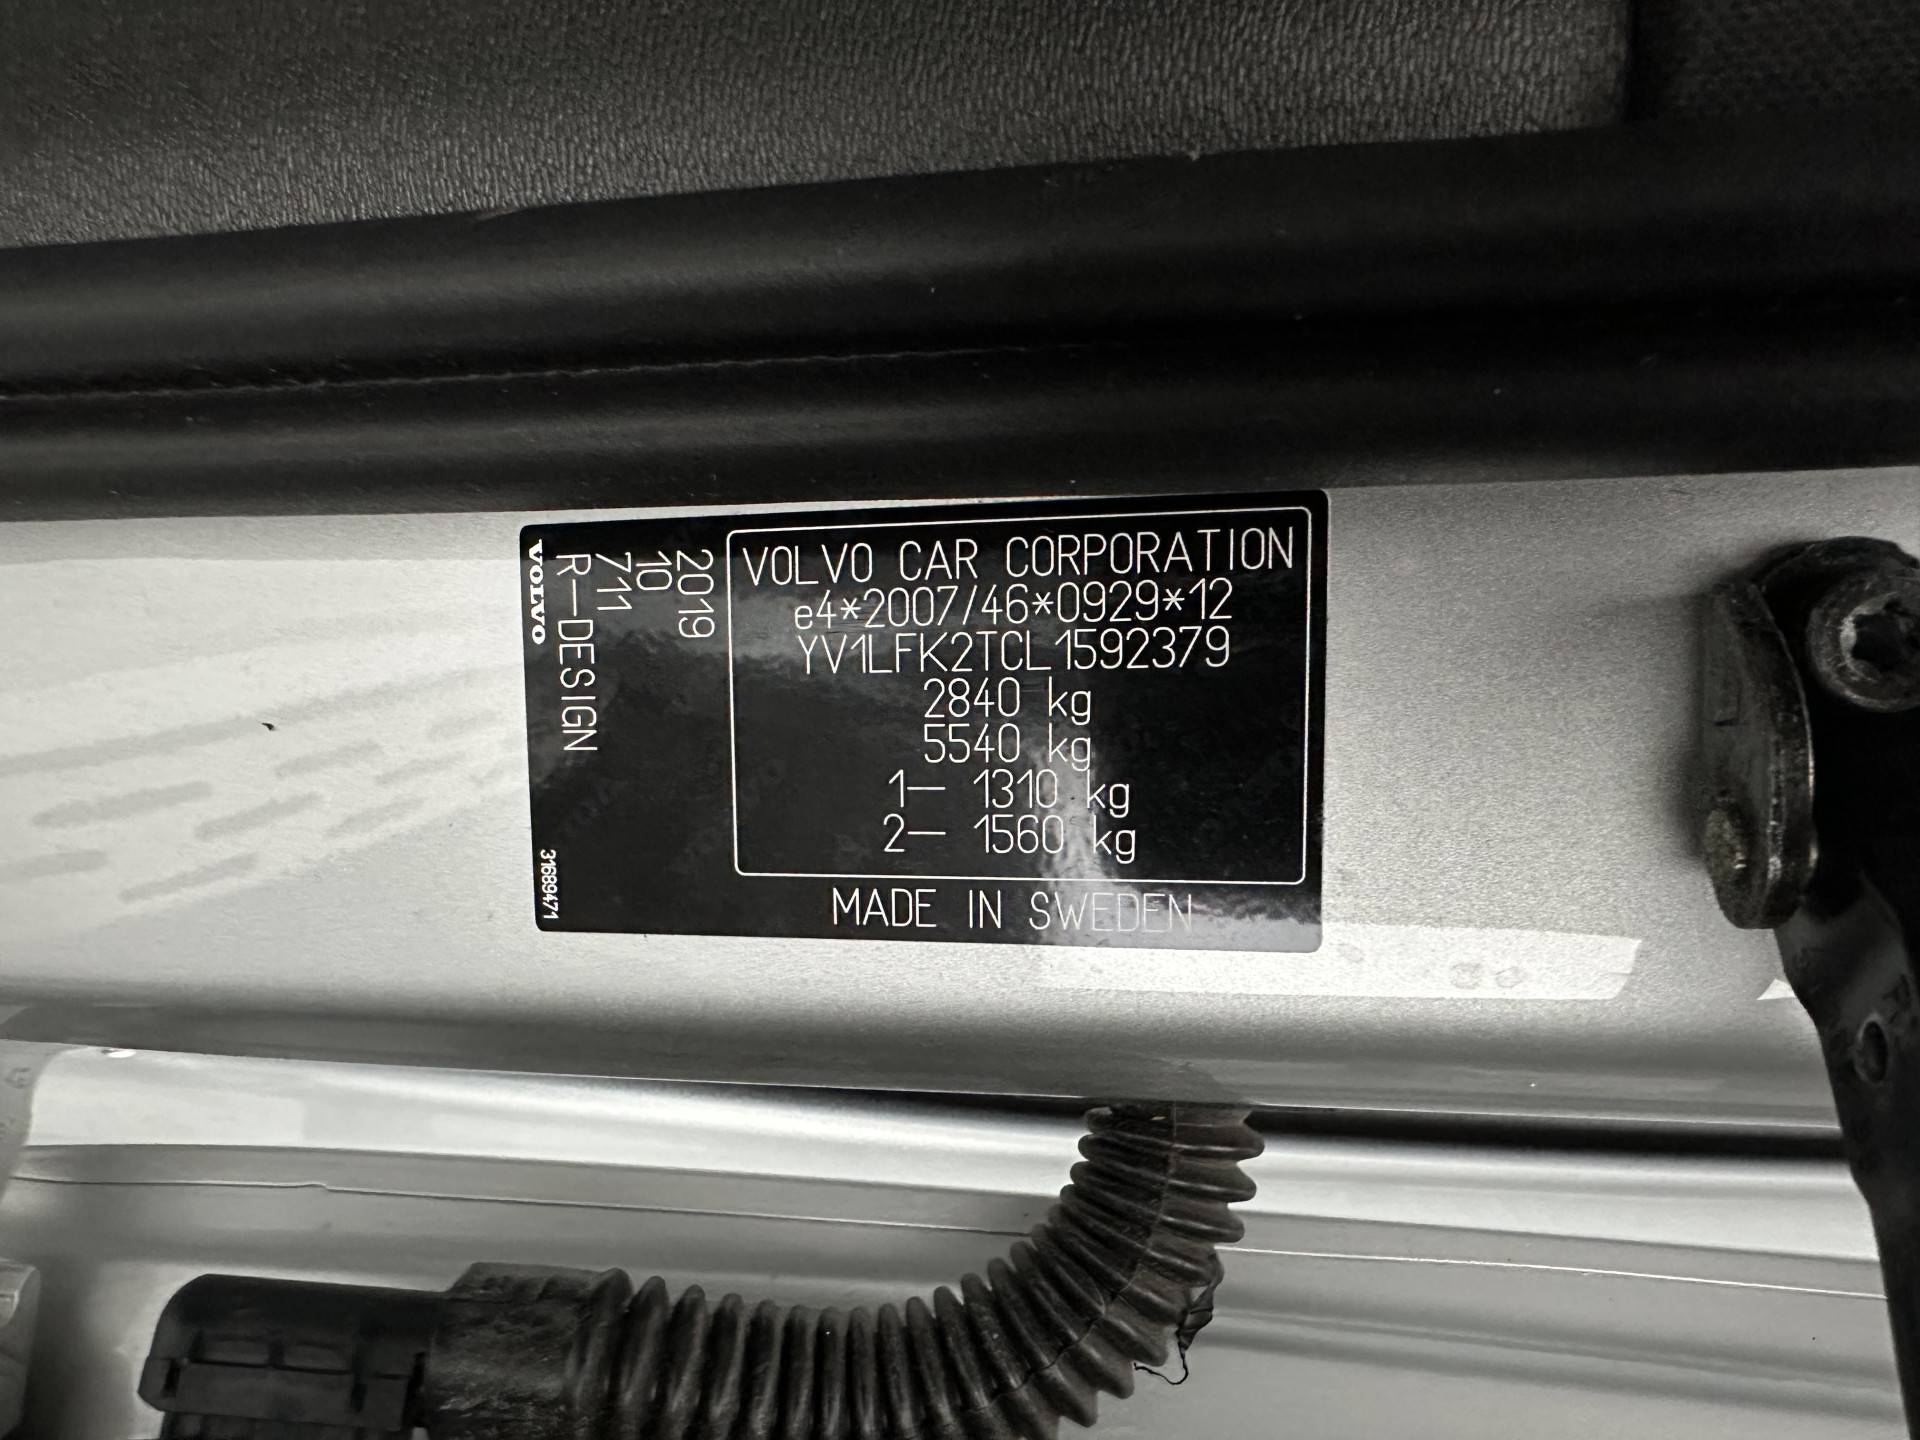 VOLVO CAR CORPORATION
e4*2007/46*0929*12
YV1LFK2TCL1592379
2840 kg
5540 kg
1– 1310 kg
2– 1560 kg
MADE IN SWEDEN
2019
10
711
R–DESIGN
VOLVO
31689471